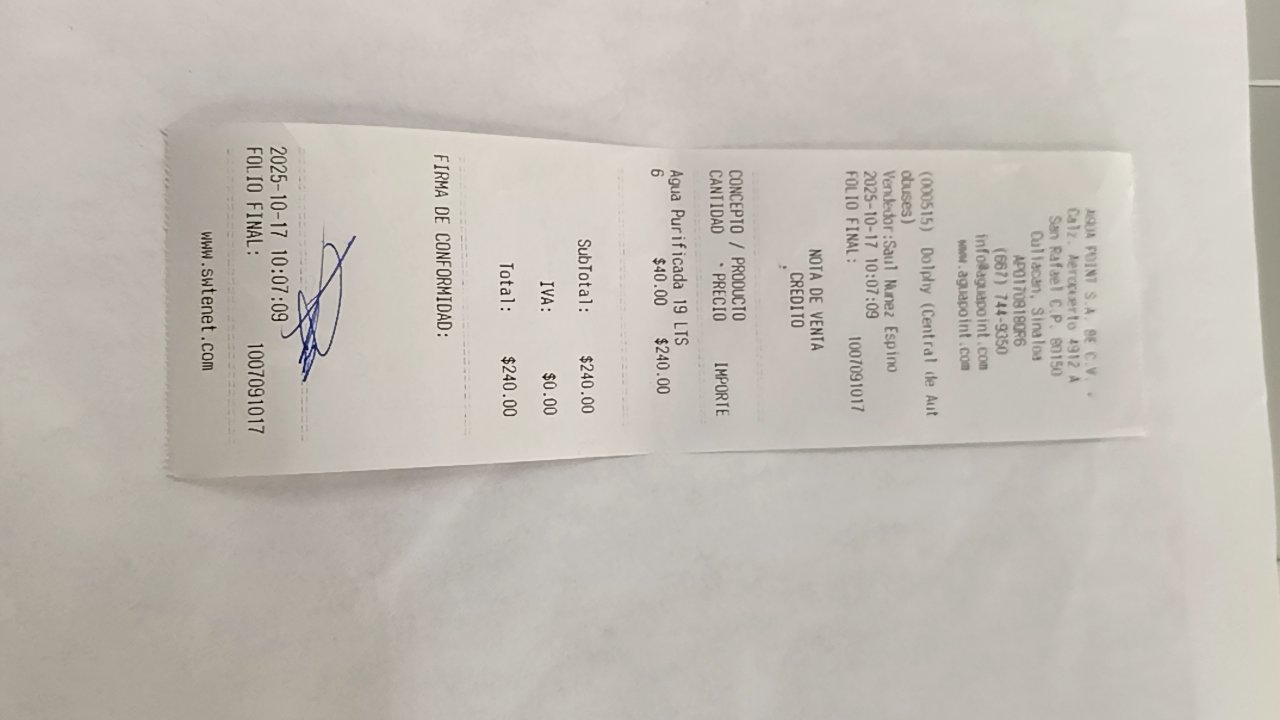 AGUA POINT S.A. DE C.V.
Calz. Aeropuerto 4912 A
San Rafael C.P. 80150
Culiacan, Sinaloa
APO170818QR6
(667) 744-9350
info@aguapoint.com
www.aguapoint.com
(000515) Dolphy (Central de Aut
obuses)
Vendedor:Saul Nunez Espino
2025-10-17 10:07:09
FOLIO FINAL: 1007091017
NOTA DE VENTA
CREDITO
CONCEPTO / PRODUCTO
CANTIDAD PRECIO IMPORTE
Agua Purificada 19 LTS
6 $40.00 $240.00
SubTotal: $240.00
IVA: $0.00
Total: $240.00
FIRMA DE CONFORMIDAD:
2025-10-17 10:07:09
FOLIO FINAL: 1007091017
www.swtenet.com